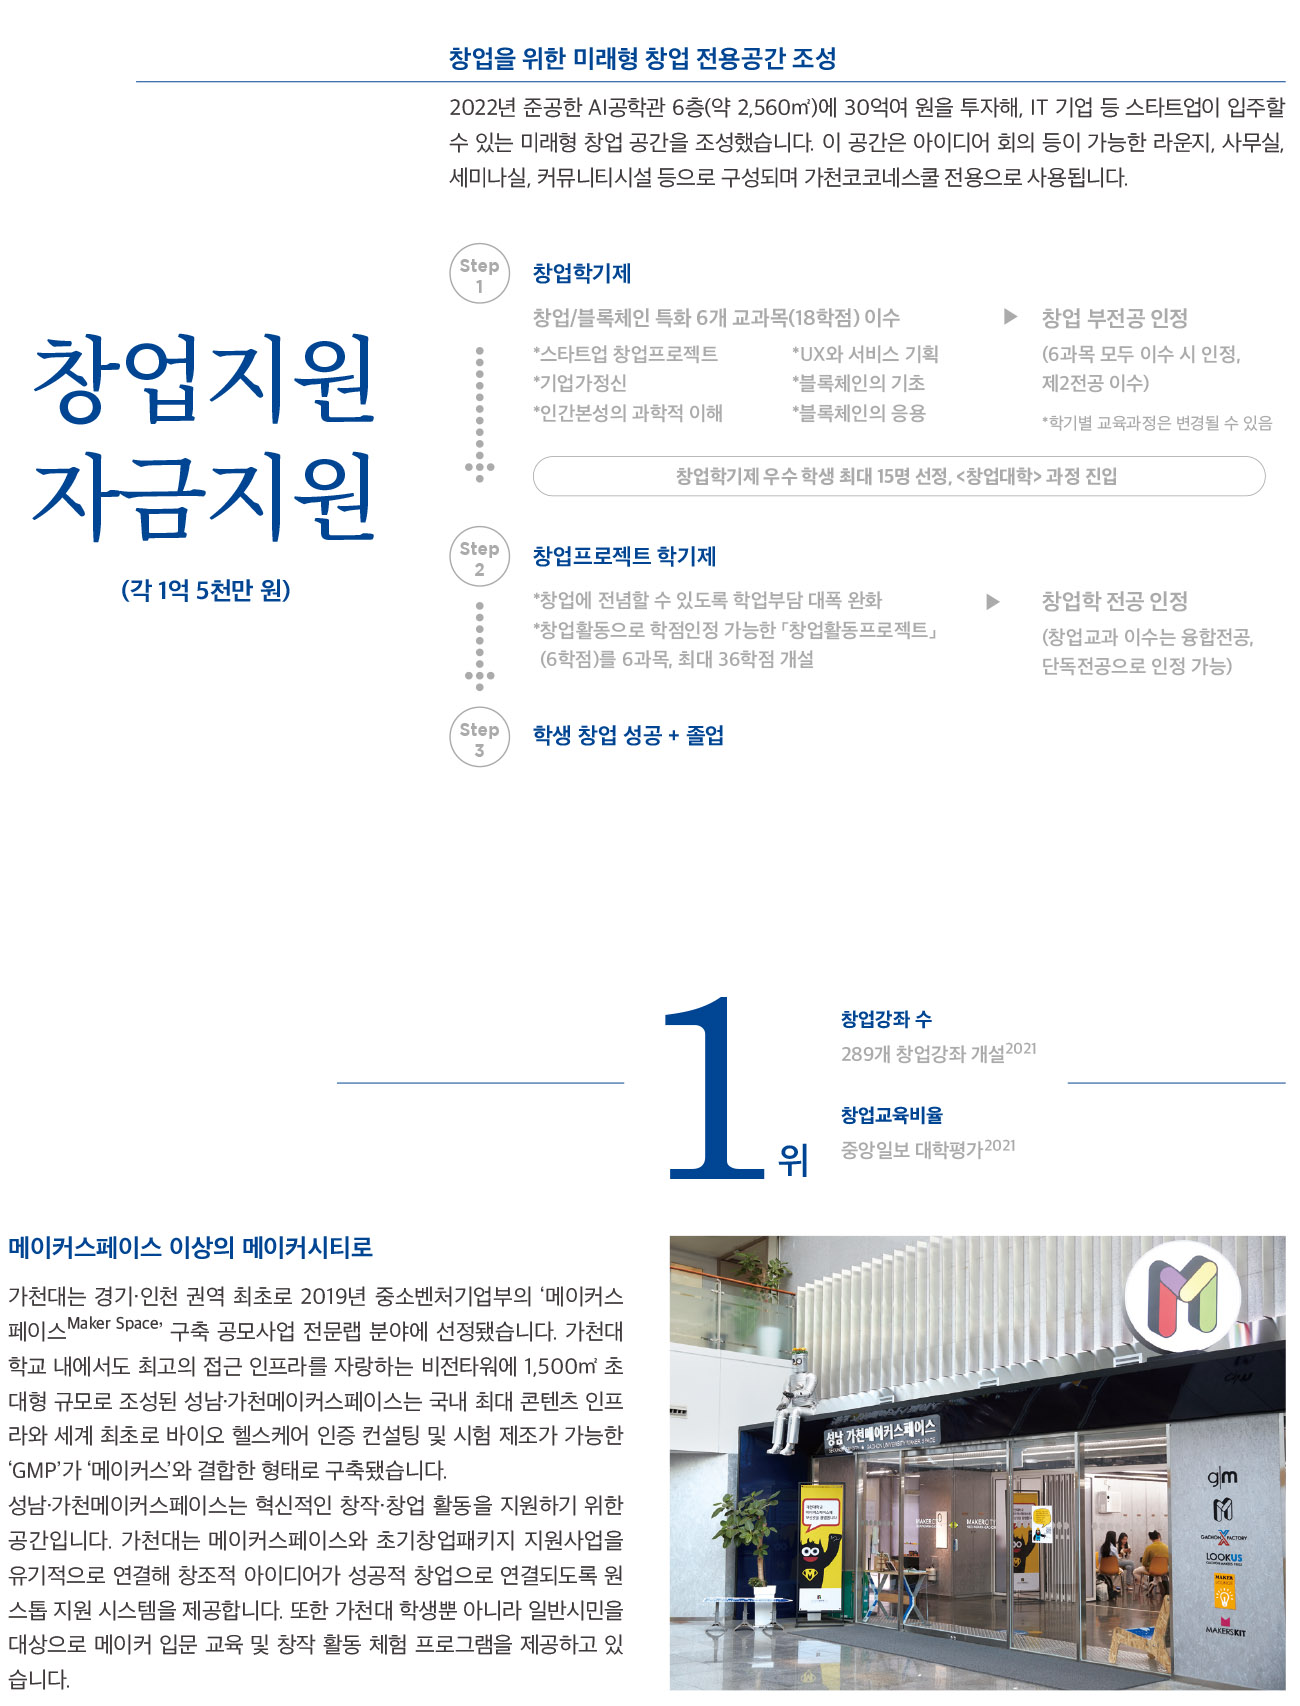 창업을 위한 미래형 창업 전용공간 조성
2022년 준공한 AI공학관 6층(약 2,560㎡)에 30억여 원을 투자해, IT 기업 등 스타트업이 입주할
수 있는 미래형 창업 공간을 조성했습니다. 이 공간은 아이디어 회의 등이 가능한 라운지, 사무실,
세미나실, 커뮤니티시설 등으로 구성되며 가천코코네스쿨 전용으로 사용됩니다.
창업지원
자금지원
(각 1억 5천만 원)
Step
1
창업학기제
창업/블록체인 특화 6개 교과목(18학점) 이수
*스타트업 창업프로젝트
*기업가정신
*인간본성의 과학적 이해
*UX와 서비스 기획
*블록체인의 기초
*블록체인의 응용
▶ 창업 부전공 인정
(6과목 모두 이수 시 인정,
제2전공 이수)
*학기별 교육과정은 변경될 수 있음
창업학기제 우수 학생 최대 15명 선정, <창업대학> 과정 진입
Step
2
창업프로젝트 학기제
*창업에 전념할 수 있도록 학업부담 대폭 완화
*창업활동으로 학점인정 가능한 「창업활동프로젝트」
(6학점)를 6과목, 최대 36학점 개설
▶ 창업학 전공 인정
(창업교과 이수는 융합전공,
단독전공으로 인정 가능)
Step
3
학생 창업 성공 + 졸업
1위
창업강좌 수
289개 창업강좌 개설2021
창업교육비율
중앙일보 대학평가2021
메이커스페이스 이상의 메이커시티로
가천대는 경기·인천 권역 최초로 2019년 중소벤처기업부의 ‘메이커스
페이스Maker Space’ 구축 공모사업 전문랩 분야에 선정됐습니다. 가천대
학교 내에서도 최고의 접근 인프라를 자랑하는 비전타워에 1,500㎡ 초
대형 규모로 조성된 성남·가천메이커스페이스는 국내 최대 콘텐츠 인프
라와 세계 최초로 바이오 헬스케어 인증 컨설팅 및 시험 제조가 가능한
‘GMP’가 ‘메이커스’와 결합한 형태로 구축됐습니다.
성남·가천메이커스페이스는 혁신적인 창작·창업 활동을 지원하기 위한
공간입니다. 가천대는 메이커스페이스와 초기창업패키지 지원사업을
유기적으로 연결해 창조적 아이디어가 성공적 창업으로 연결되도록 원
스톱 지원 시스템을 제공합니다. 또한 가천대 학생뿐 아니라 일반시민을
대상으로 메이커 입문 교육 및 창작 활동 체험 프로그램을 제공하고 있
습니다.
M
성남 가천메이커스페이스
MAKERCITY
MAKERCITY
g|m
GACHON X FACTORY
LOOKUS
MAKER
MAKERSKIT